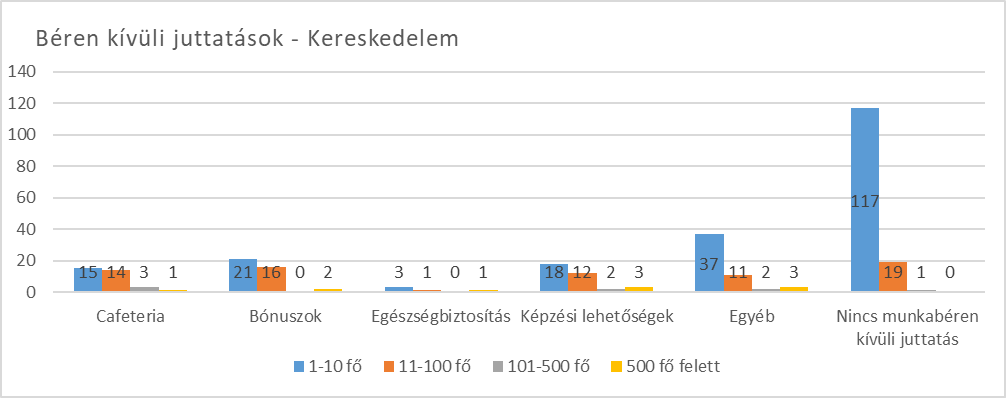 Béren kívüli juttatások - Kereskedelem
140
120
100
80
60
40
20
0
15 14 3 1
21 16 0 2
3 1 0 1
18 12 2 3
37 11 2 3
117 19 1 0
Cafeteria
Bónuszok
Egészségbiztosítás
Képzési lehetőségek
Egyéb
Nincs munkabéren
kívüli juttatás
1-10 fő
11-100 fő
101-500 fő
500 fő felett